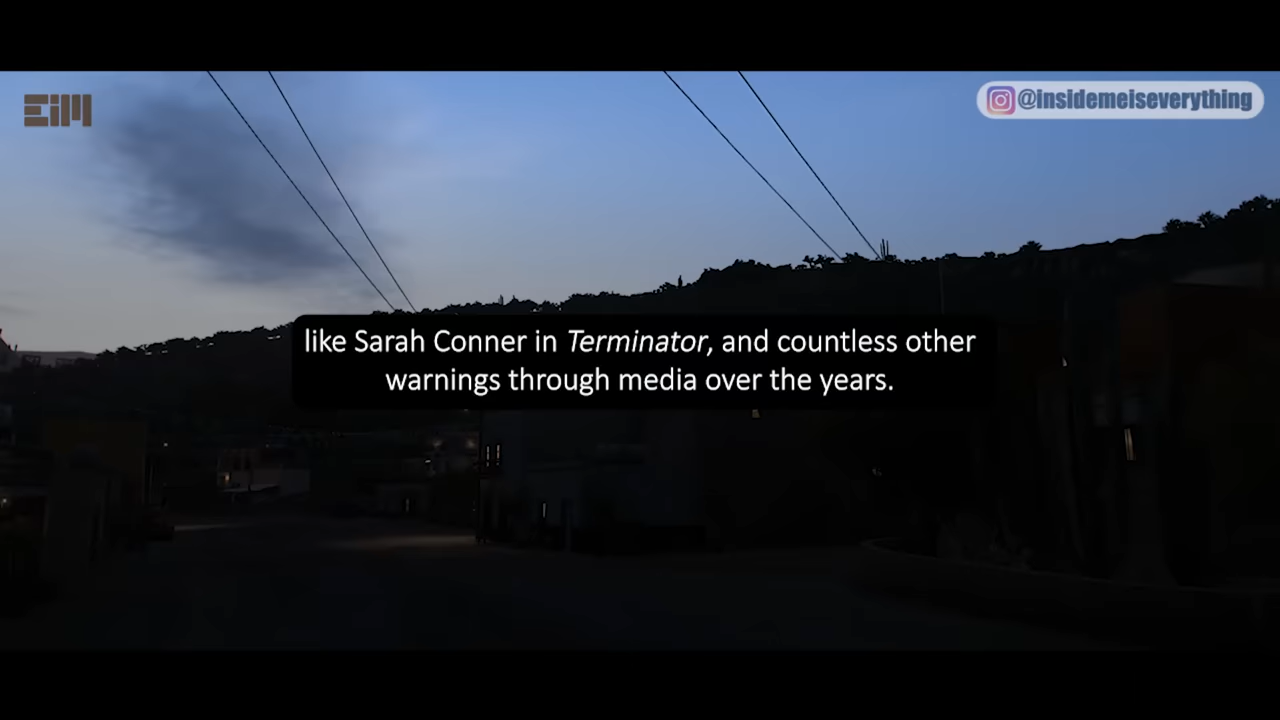 EiM
@insidemeiseverything
like Sarah Conner in Terminator, and countless other
warnings through media over the years.